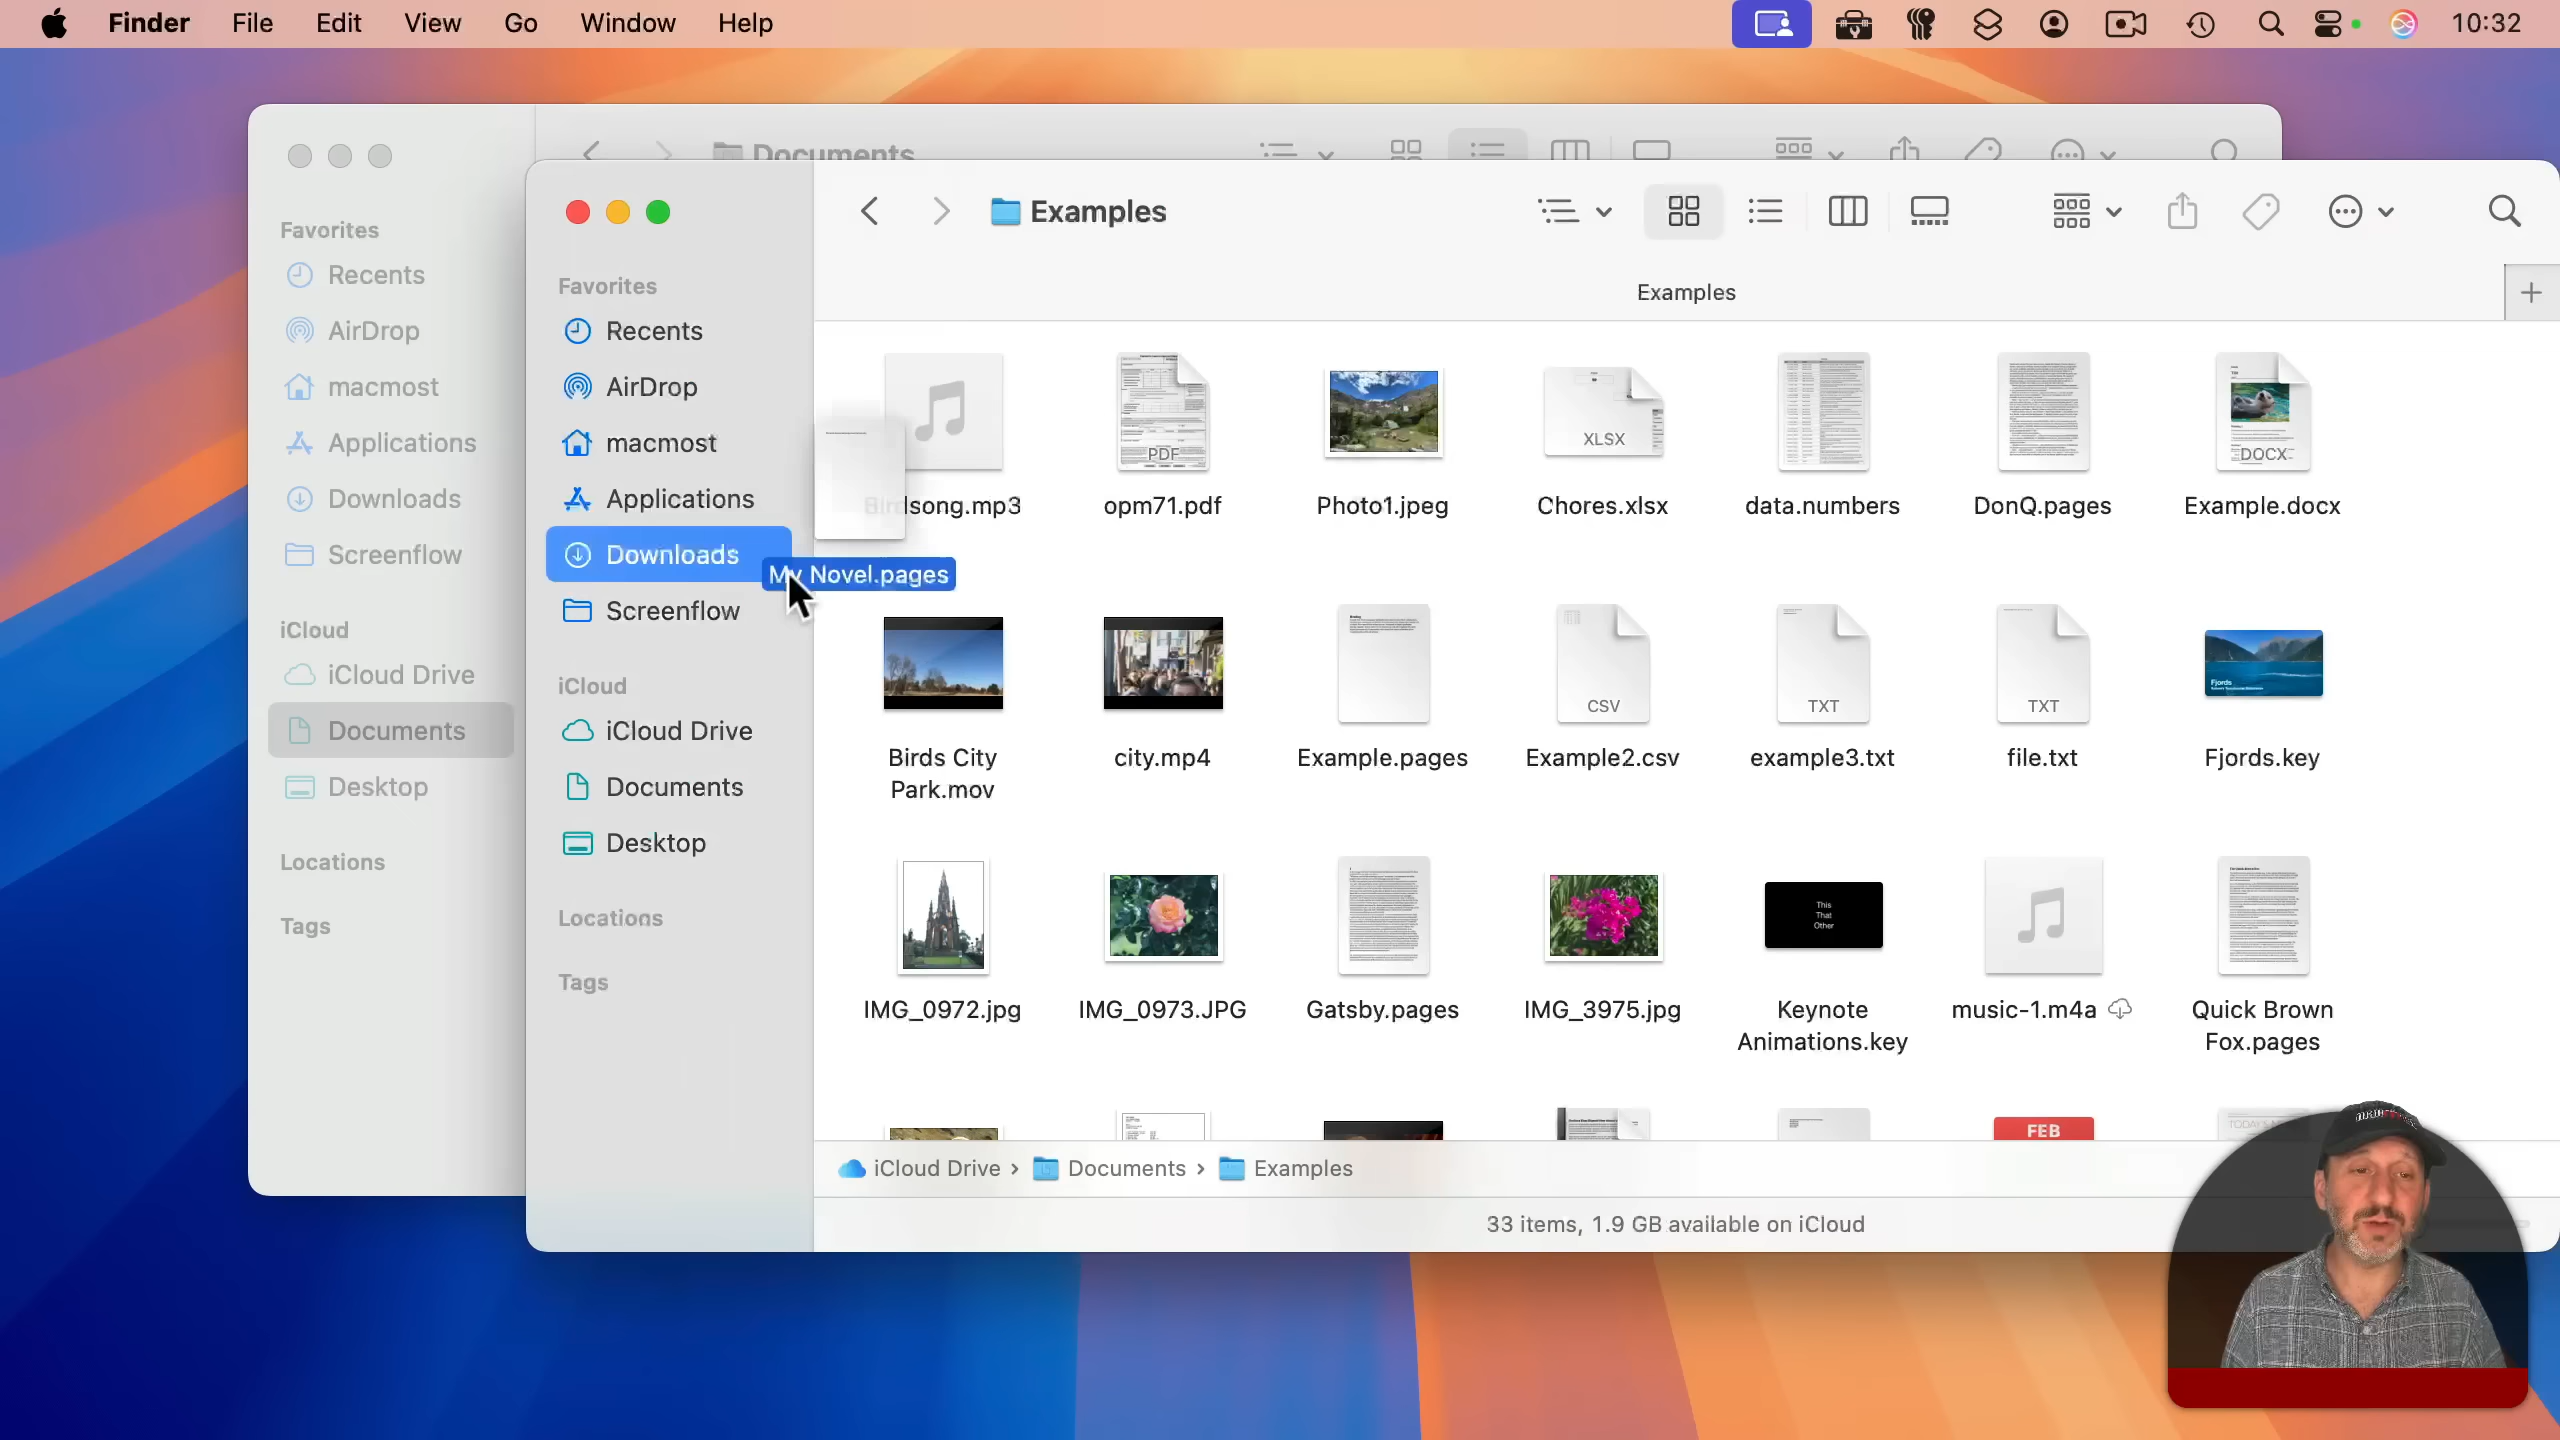 Finder File Edit View Go Window Help 10:32
Documents
Favorites
Recents
AirDrop
macmost
Applications
Downloads
Screenflow
iCloud
iCloud Drive
Documents
Desktop
Locations
Tags
Examples
Examples
Favorites
Recents
AirDrop
macmost
Applications
Downloads
Screenflow
iCloud
iCloud Drive
Documents
Desktop
Locations
Tags
My Novel.pages
PDF
XLSX
DOCX
Birdsong.mp3 opm71.pdf Photo1.jpeg Chores.xlsx data.numbers DonQ.pages Example.docx
CSV
TXT
TXT
Fjords
Birds City
Park.mov
city.mp4
Example.pages
Example2.csv
example3.txt
file.txt
Fjords.key
This
That
Other
IMG_0972.jpg
IMG_0973.JPG
Gatsby.pages
IMG_3975.jpg
Keynote
Animations.key
music-1.m4a
Quick Brown
Fox.pages
FEB
iCloud Drive › Documents › Examples
33 items, 1.9 GB available on iCloud